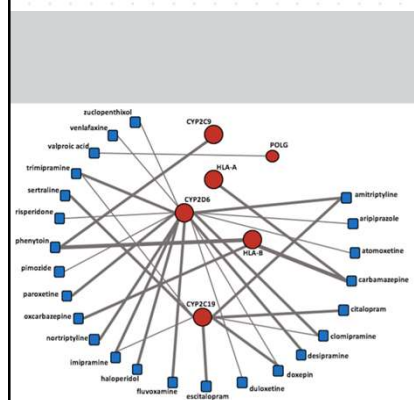 zuclopenthixol
CYP2C9
venlafaxine
valproic acid
POLG
trimipramine
HLA-A
sertraline
CYP2D6
amitryptyline
risperidone
aripiprazole
phenytoin
HLA-B
atomoxetine
pimozide
carbamazepine
paroxetine
CYP2C19
citalopram
oxcarbazepine
clomipramine
nortriptyline
desipramine
imipramine
doxepin
haloperidol
duloxetine
fluvoxamine
escitalopram